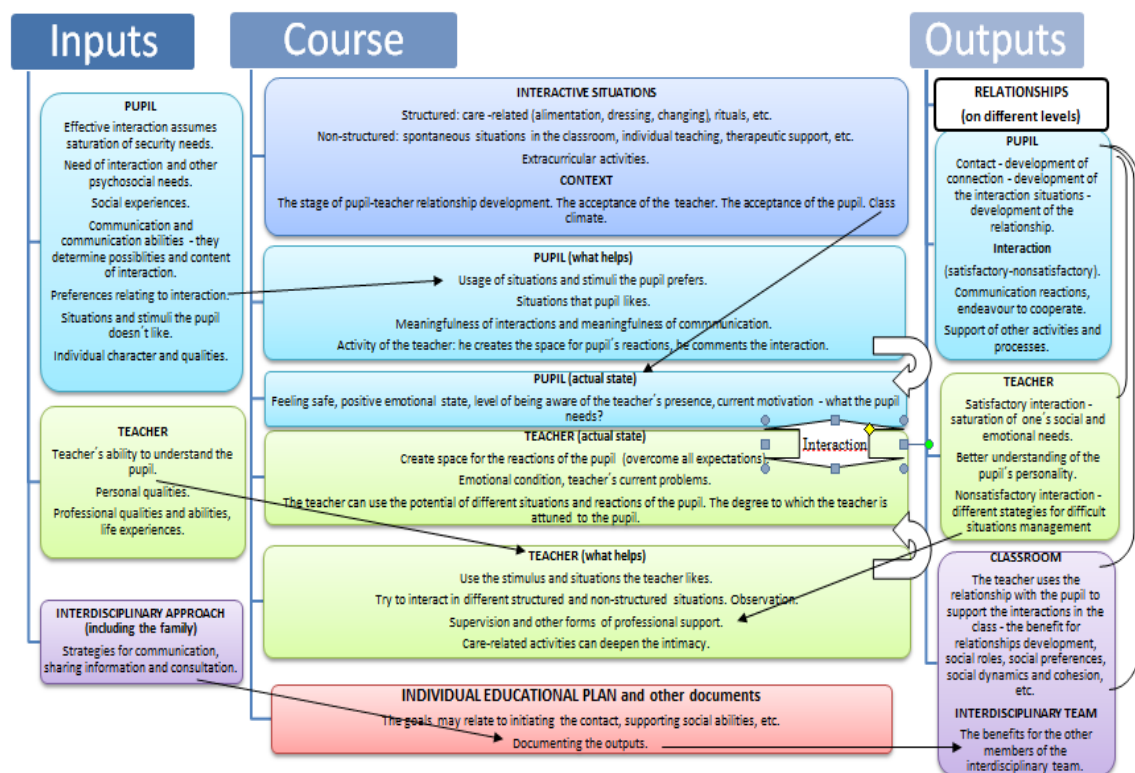 Inputs
Course
Outputs
PUPIL
Effective interaction assumes
saturation of security needs.
Need of interaction and other
psychosocial needs.
Social experiences.
Communication and
communication abilities - they
determine possiblities and content
of interaction.
Preferences relating to interaction.
Situations and stimuli the pupil
doesn´t like.
Individual character and qualities.
TEACHER
Teacher´s ability to understand the
pupil.
Personal qualities.
Professional qualities and abilities,
life experiences.
INTERDISCIPLINARY APPROACH
(including the family)
Strategies for communication,
sharing information and consultation.
INTERACTIVE SITUATIONS
Structured: care -related (alimentation, dressing, changing), rituals, etc.
Non-structured: spontaneous situations in the classroom, individual teaching, therapeutic support, etc.
Extracurricular activities.
CONTEXT
The stage of pupil-teacher relationship development. The acceptance of the teacher. The acceptance of the pupil. Class
climate.
PUPIL (what helps)
Usage of situations and stimuli the pupil prefers.
Situations that pupil likes.
Meaningfulness of interactions and meaningfulness of commmunication.
Activity of the teacher: he creates the space for pupil´s reactions, he comments the interaction.
PUPIL (actual state)
Feeling safe, positive emotional state, level of being aware of the teacher´s presence, current motivation - what the pupil
needs?
TEACHER (actual state)
Create space for the reactions of the pupil (overcome all expectations)
Emotional condition, teacher´s current problems.
The teacher can use the potential of different situations and reactions of the pupil. The degree to which the teacher is
attuned to the pupil.
Interaction
TEACHER (what helps)
Use the stimulus and situations the teacher likes.
Try to interact in different structured and non-structured situations. Observation.
Supervision and other forms of professional support.
Care-related activities can deepen the intimacy.
INDIVIDUAL EDUCATIONAL PLAN and other documents
The goals may relate to initiating the contact, supporting social abilities, etc.
Documenting the outputs.
RELATIONSHIPS
(on different levels)
PUPIL
Contact - development of
connection - development of
the interaction situations -
development of the
relationship.
Interaction
(satisfactory-nonsatisfactory).
Communication reactions,
endeavour to cooperate.
Support of other activities and
processes.
TEACHER
Satisfactory interaction -
saturation of one´s social and
emotional needs.
Better understanding of the
pupil´s personality.
Nonsatisfactory interaction -
different stategies for difficult
situations management
CLASSROOM
The teacher uses the
relationship with the pupil to
support the interactions in the
class - the benefit for
relationships development,
social roles, social preferences,
social dynamics and cohesion,
etc.
INTERDISCIPLINARY TEAM
The benefits for the other
members of the
interdisciplinary team.